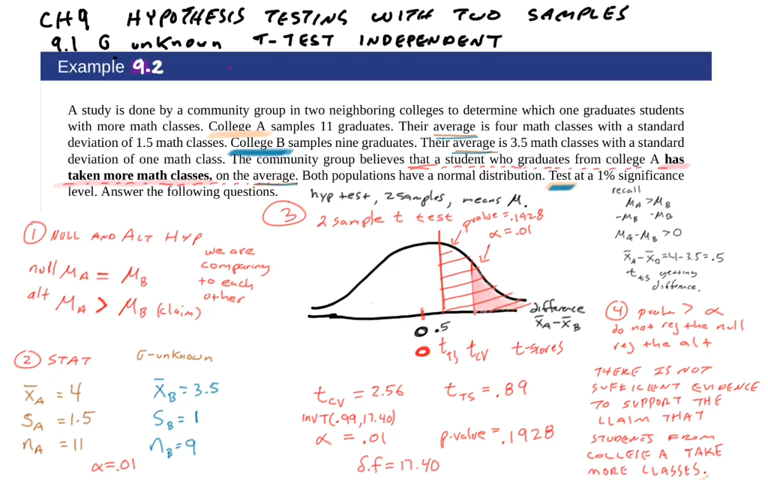 CH9 HYPOTHESIS TESTING WITH TWO SAMPLES
9.1 σ unknown T-TEST INDEPENDENT
Example 9.2
A study is done by a community group in two neighboring colleges to determine which one graduates students
with more math classes. College A samples 11 graduates. Their average is four math classes with a standard
deviation of 1.5 math classes. College B samples nine graduates. Their average is 3.5 math classes with a standard
deviation of one math class. The community group believes that a student who graduates from college A has
taken more math classes, on the average. Both populations have a normal distribution. Test at a 1% significance
level. Answer the following questions.
① NULL AND ALT HYP
null μA = μB
alt μA > μB (claim)
we are
comparing
to each
other
② STAT σ-unknown
x̄A = 4
SA = 1.5
nA = 11
x̄B = 3.5
SB = 1
nB = 9
α = .01
③
hyp test, 2 samples, means μ.
2 sample t test
pvalue = .1928
α = .01
0 .5
difference
x̄A - x̄B
0 tTS tCV t-scores
tCV = 2.56
INVT(.99, 17.40)
α = .01
d.f = 17.40
tTS = .89
p-value = .1928
recall
μA > μB
-μB -μB
μA - μB > 0
x̄A - x̄B = 4 - 3.5 = .5
difference.
④ pvalue > α
do not rej the null
rej the alt
THERE IS NOT
SUFFICIENT EVIDENCE
TO SUPPORT THE
CLAIM THAT
STUDENTS FROM
COLLEGE A TAKE
MORE CLASSES.